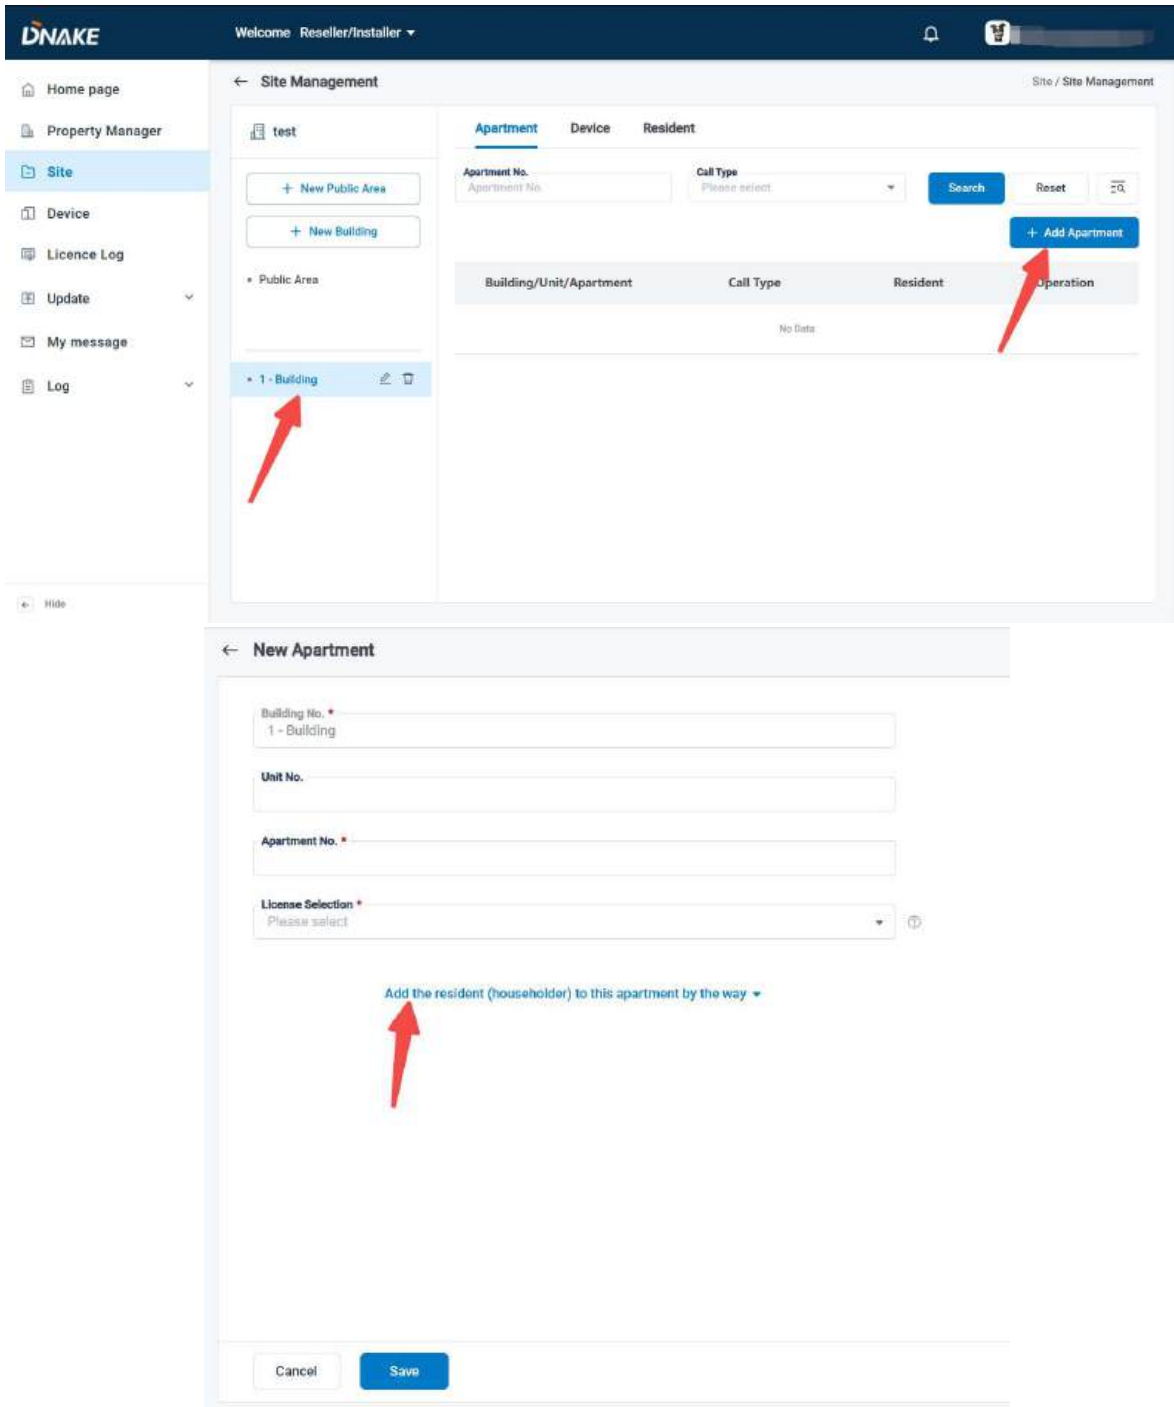 DNAKE
Welcome Reseller/Installer
Home page
Property Manager
Site
Device
Licence Log
Update
My message
Log
Hide
Site Management
Site / Site Management
test
+ New Public Area
+ New Building
Public Area
1 - Building
Apartment Device Resident
Apartment No.
Apartment No.
Call Type
Please select
Search
Reset
+ Add Apartment
Building/Unit/Apartment Call Type Resident Operation
No Data
New Apartment
Building No. *
1 - Building
Unit No.
Apartment No. *
License Selection *
Please select
Add the resident (householder) to this apartment by the way
Cancel
Save